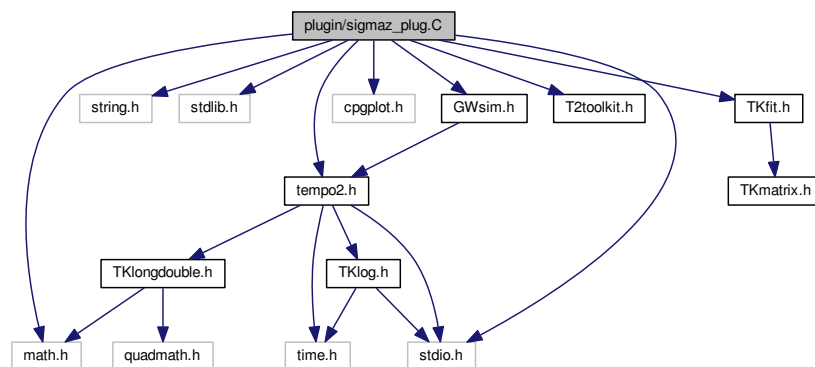 plugin/sigmaz_plug.C
string.h
stdlib.h
cpgplot.h
GWsim.h
T2toolkit.h
TKfit.h
tempo2.h
TKmatrix.h
TKlongdouble.h
TKlog.h
math.h
quadmath.h
time.h
stdio.h